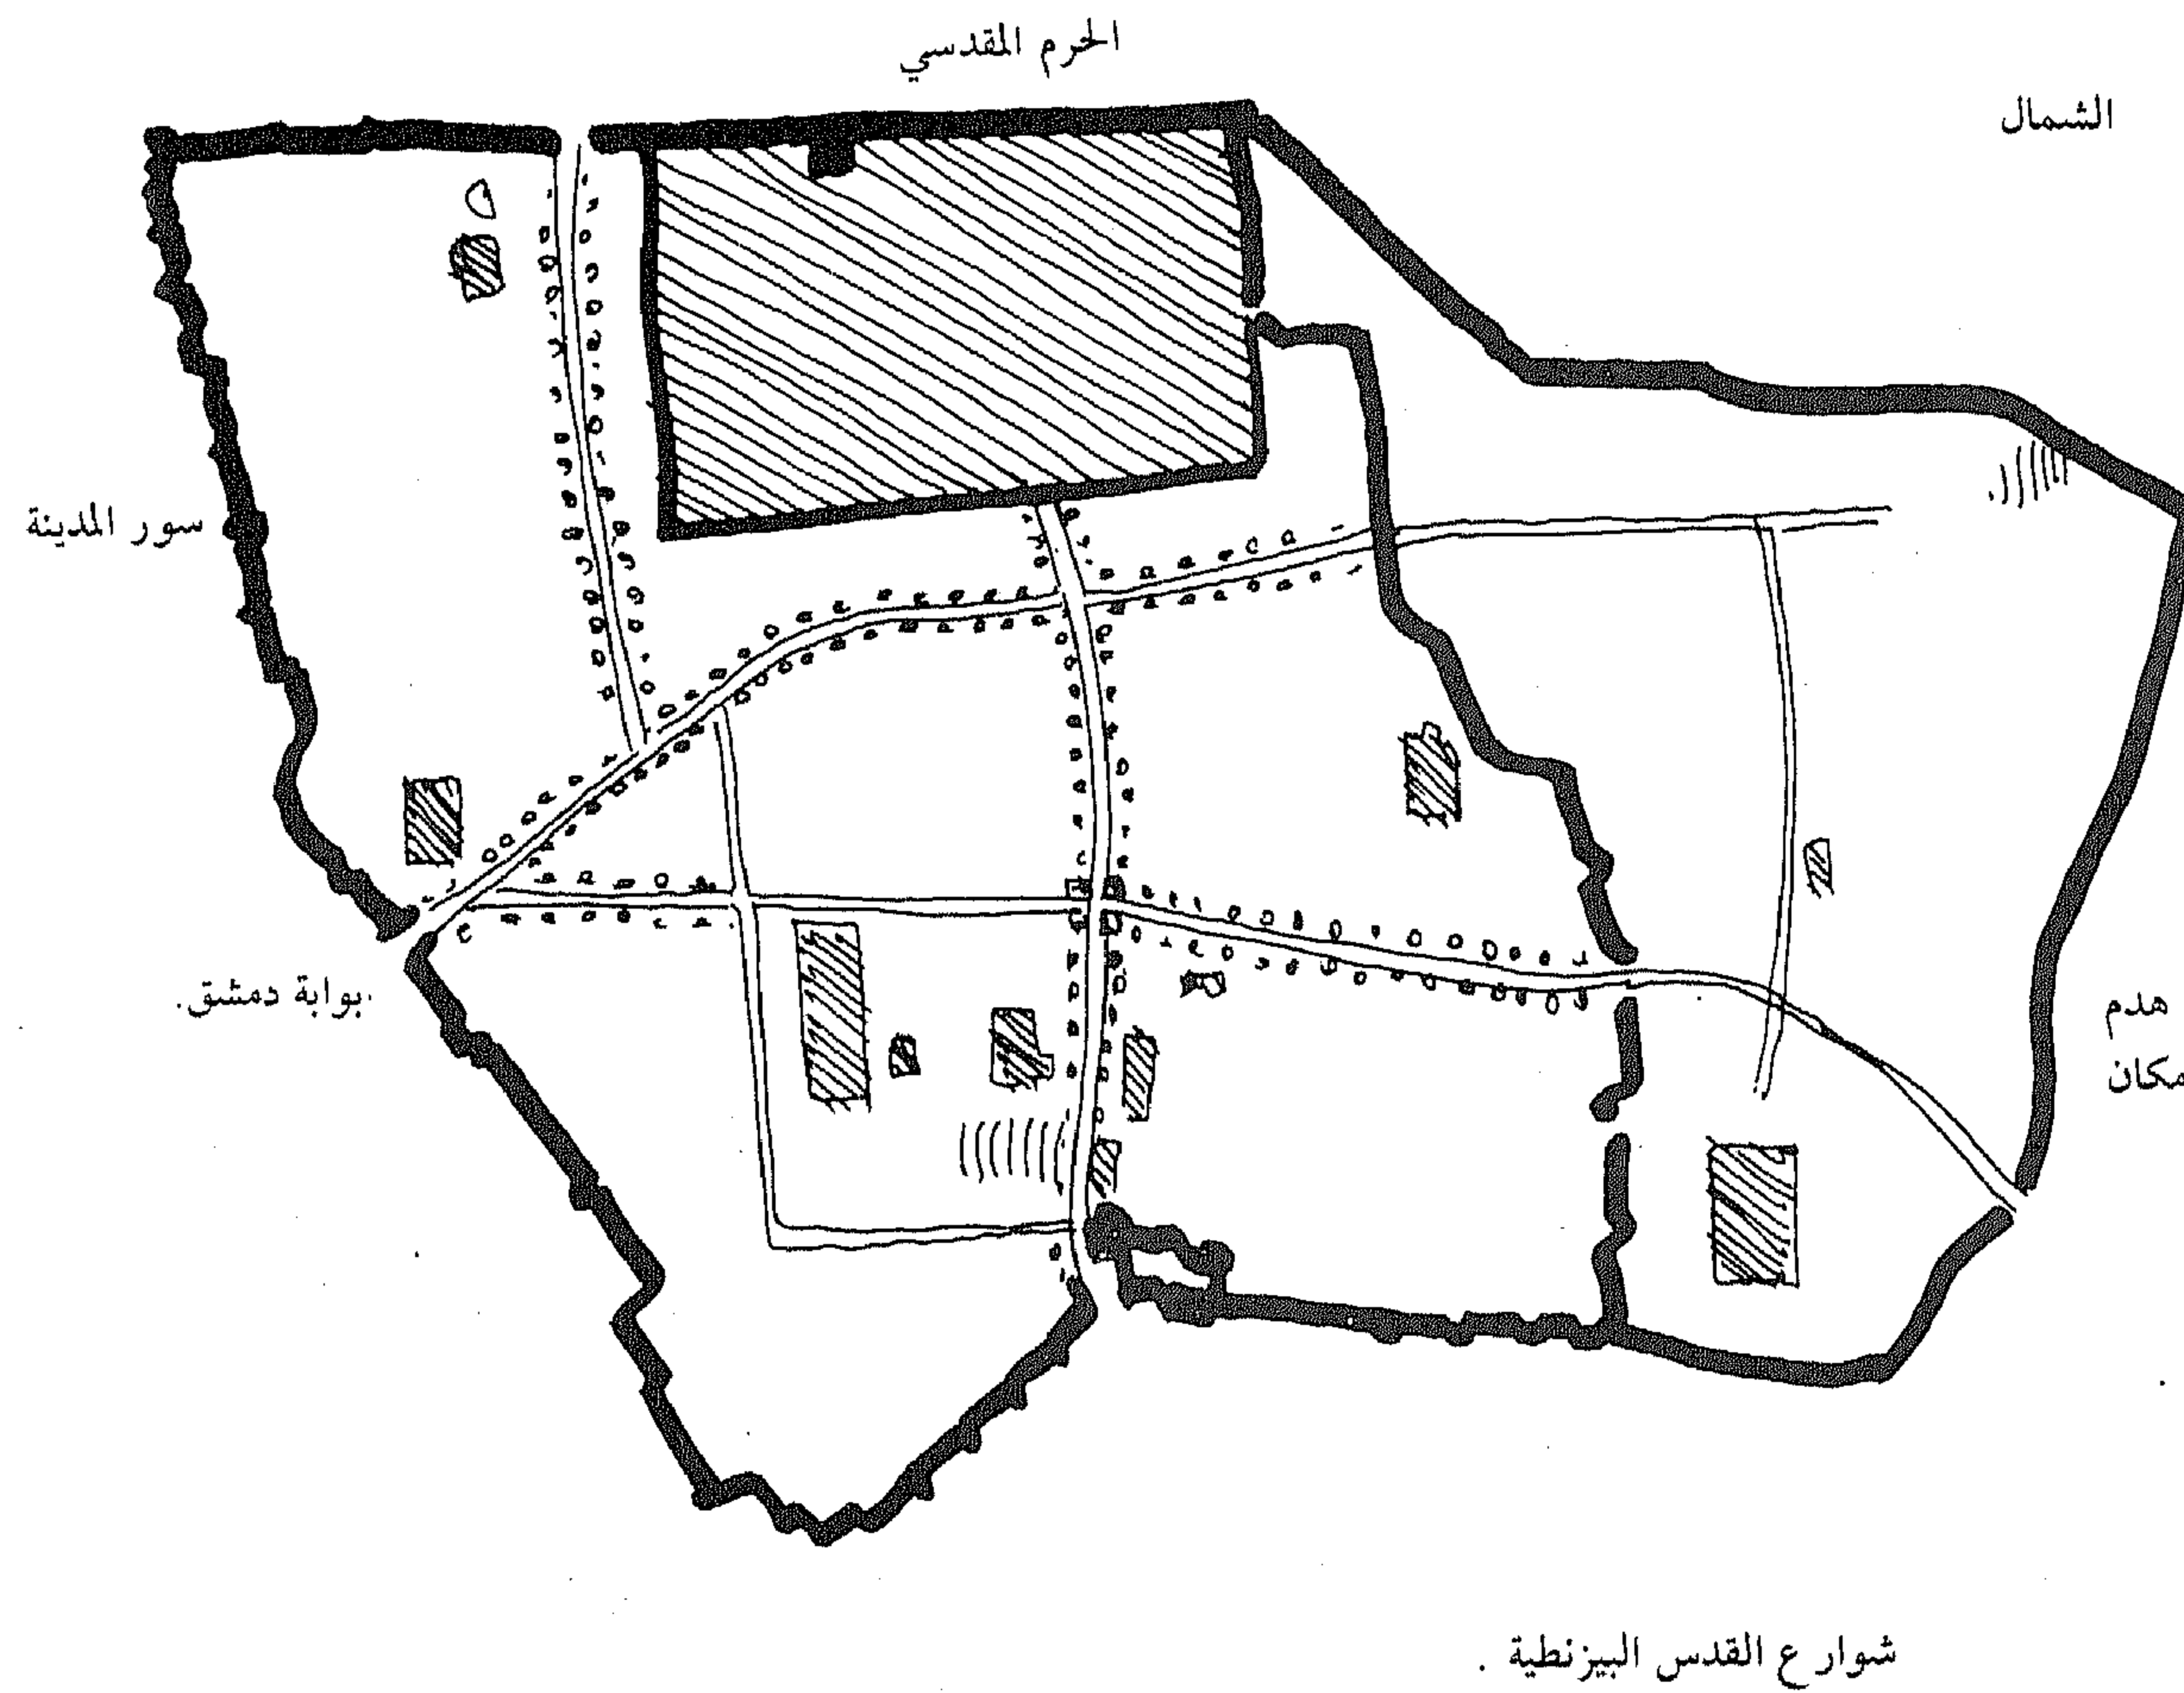 الحرم المقدسي
الشمال
سور المدينة
بوابة دمشق.
هدم
مكان
شوارع القدس البيزنطية .